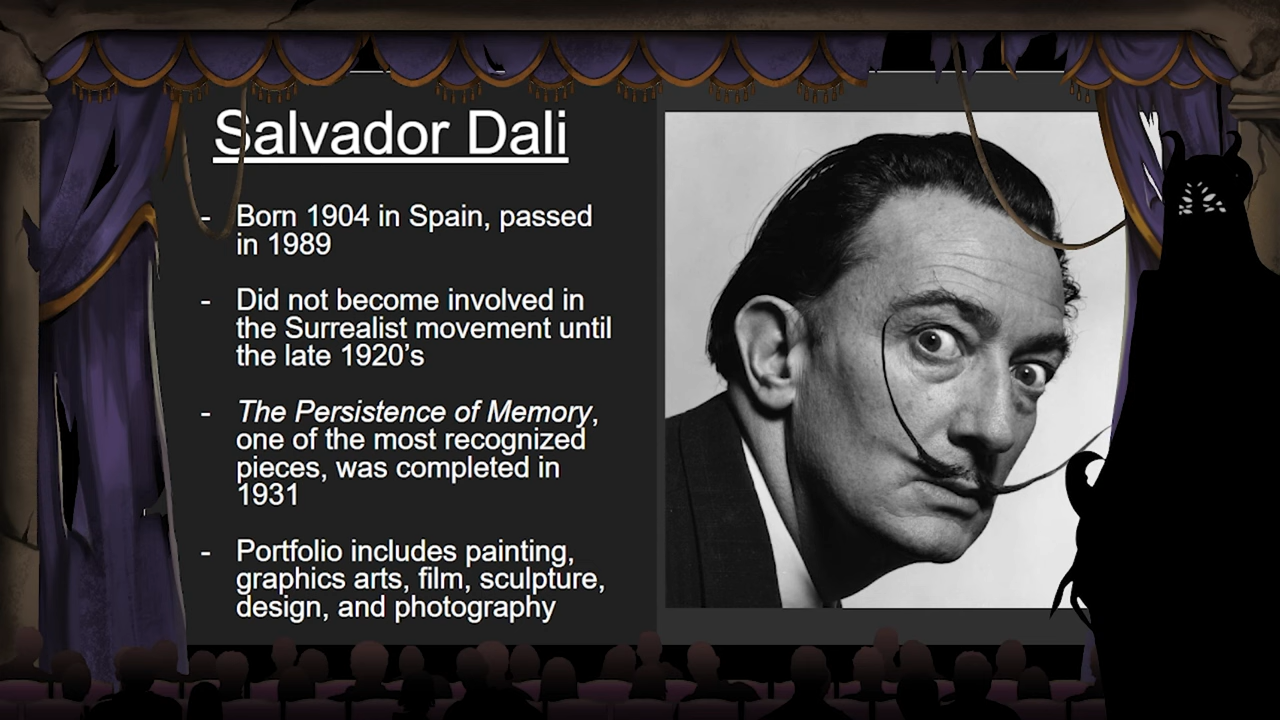 Salvador Dali
- Born 1904 in Spain, passed
in 1989
- Did not become involved in
the Surrealist movement until
the late 1920's
- The Persistence of Memory,
one of the most recognized
pieces, was completed in
1931
- Portfolio includes painting,
graphics arts, film, sculpture,
design, and photography